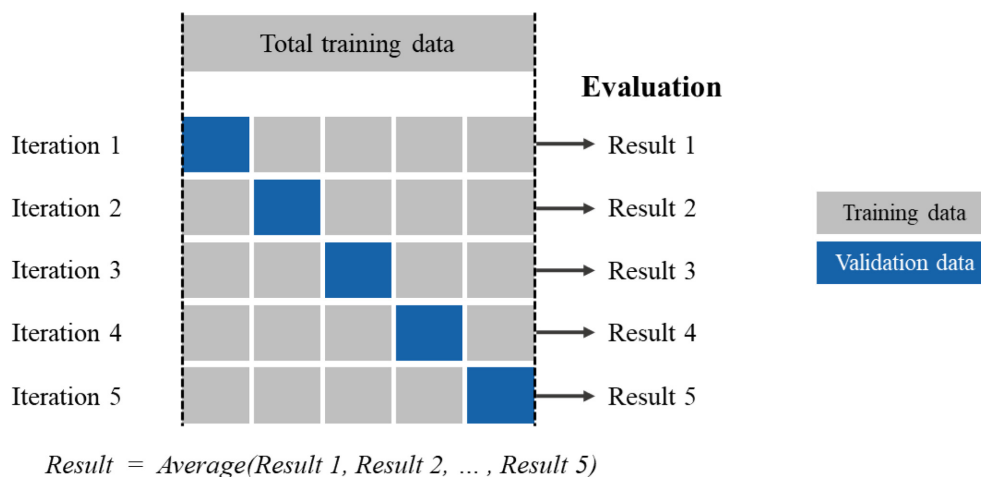 Total training data
Evaluation
Iteration 1
Result 1
Iteration 2
Result 2
Iteration 3
Result 3
Iteration 4
Result 4
Iteration 5
Result 5
Training data
Validation data
Result = Average(Result 1, Result 2, ... , Result 5)